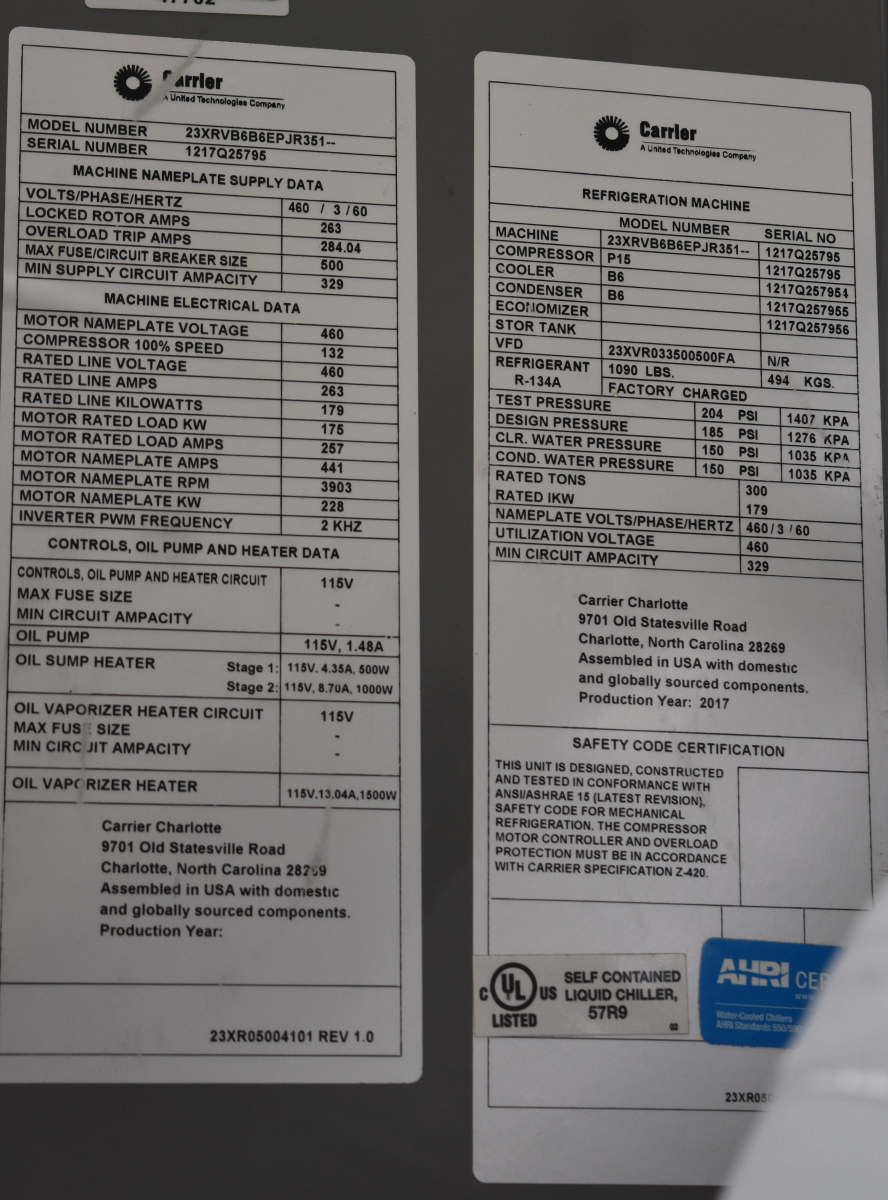 Carrier
A United Technologies Company
MODEL NUMBER 23XRVB6B6EPJR351--
SERIAL NUMBER 1217Q25795
MACHINE NAMEPLATE SUPPLY DATA
VOLTS/PHASE/HERTZ 460 / 3 / 60
LOCKED ROTOR AMPS 263
OVERLOAD TRIP AMPS 284.04
MAX FUSE/CIRCUIT BREAKER SIZE 500
MIN SUPPLY CIRCUIT AMPACITY 329
MACHINE ELECTRICAL DATA
MOTOR NAMEPLATE VOLTAGE 460
COMPRESSOR 100% SPEED 132
RATED LINE VOLTAGE 460
RATED LINE AMPS 263
RATED LINE KILOWATTS 179
MOTOR RATED LOAD KW 175
MOTOR RATED LOAD AMPS 257
MOTOR NAMEPLATE AMPS 441
MOTOR NAMEPLATE RPM 3903
MOTOR NAMEPLATE KW 228
INVERTER PWM FREQUENCY 2 KHZ
CONTROLS, OIL PUMP AND HEATER DATA
CONTROLS, OIL PUMP AND HEATER CIRCUIT 115V
MAX FUSE SIZE -
MIN CIRCUIT AMPACITY -
OIL PUMP 115V, 1.48A
OIL SUMP HEATER Stage 1: 115V. 4.35A, 500W
Stage 2: 115V, 8.70A, 1000W
OIL VAPORIZER HEATER CIRCUIT 115V
MAX FUSE SIZE -
MIN CIRCUIT AMPACITY -
OIL VAPORIZER HEATER 115V,13.04A,1500W
Carrier Charlotte
9701 Old Statesville Road
Charlotte, North Carolina 28269
Assembled in USA with domestic
and globally sourced components.
Production Year:
23XR05004101 REV 1.0
Carrier
A United Technologies Company
REFRIGERATION MACHINE
MODEL NUMBER SERIAL NO
MACHINE 23XRVB6B6EPJR351-- 1217Q25795
COMPRESSOR P15 1217Q25795
COOLER B6 1217Q257954
CONDENSER B6 1217Q257955
ECONOMIZER 1217Q257956
STOR TANK
VFD 23XVR033500500FA N/R
REFRIGERANT 1090 LBS. 494 KGS.
R-134A FACTORY CHARGED
TEST PRESSURE 204 PSI 1407 KPA
DESIGN PRESSURE 185 PSI 1276 KPA
CLR. WATER PRESSURE 150 PSI 1035 KPA
COND. WATER PRESSURE 150 PSI 1035 KPA
RATED TONS 300
RATED IKW 179
NAMEPLATE VOLTS/PHASE/HERTZ 460/3 / 60
UTILIZATION VOLTAGE 460
MIN CIRCUIT AMPACITY 329
Carrier Charlotte
9701 Old Statesville Road
Charlotte, North Carolina 28269
Assembled in USA with domestic
and globally sourced components.
Production Year: 2017
SAFETY CODE CERTIFICATION
THIS UNIT IS DESIGNED, CONSTRUCTED
AND TESTED IN CONFORMANCE WITH
ANSI/ASHRAE 15 (LATEST REVISION),
SAFETY CODE FOR MECHANICAL
REFRIGERATION. THE COMPRESSOR
MOTOR CONTROLLER AND OVERLOAD
PROTECTION MUST BE IN ACCORDANCE
WITH CARRIER SPECIFICATION Z-420.
C UL US
LISTED
SELF CONTAINED
LIQUID CHILLER,
57R9
02
AHRI CE
Water-Cooled Chillers
AHRI Standards 550/59
23XR05